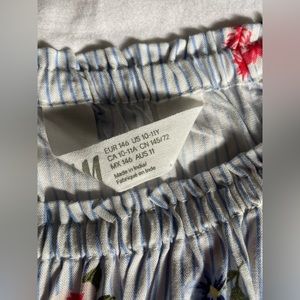 EUR 146 US 10-11Y
CA 10-11A CN 145/72
MX 146 AUS 11
Made in India/
Fabriqué en Inde